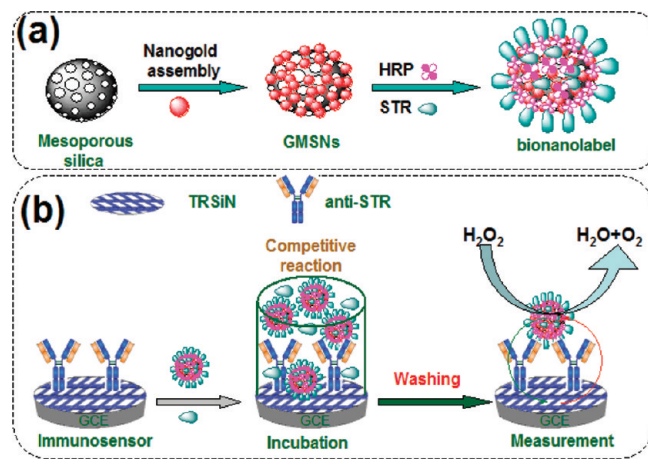 (a)
Nanogold
assembly
HRP
STR
Mesoporous
silica
GMSNs
bionanolabel
(b)
TRSiN
anti-STR
Competitive
reaction
H2O2
H2O+O2
Washing
GCE
GCE
GCE
Immunosensor
Incubation
Measurement